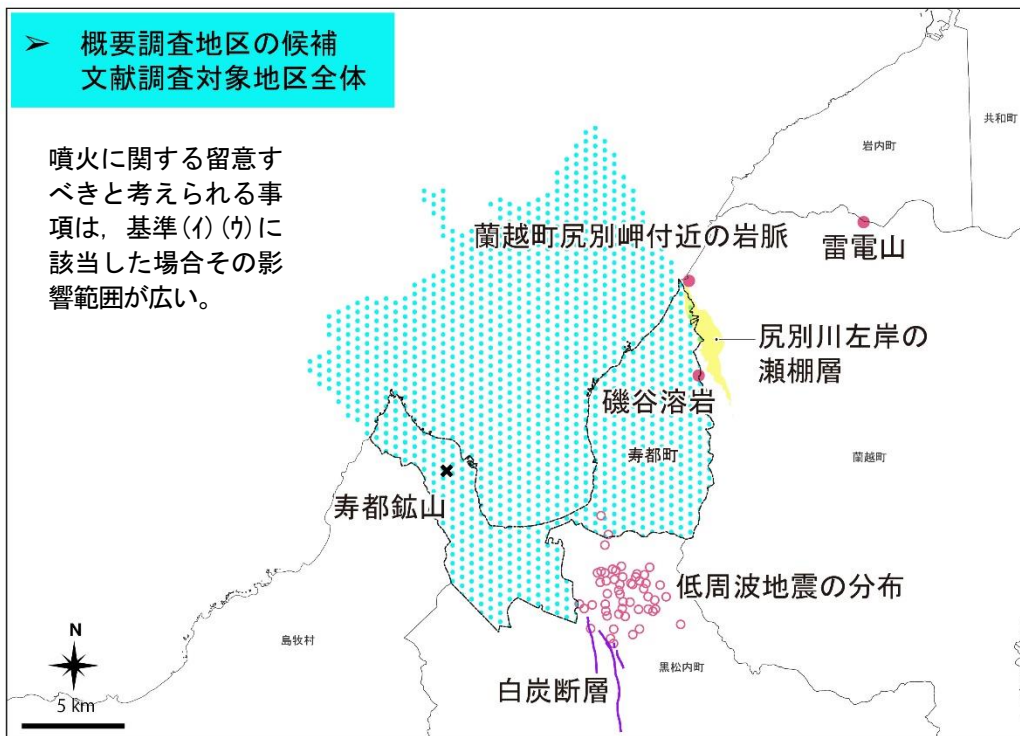 ➢ 概要調査地区の候補
文献調査対象地区全体
噴火に関する留意す
べきと考えられる事
項は，基準(ｲ)(ｳ)に
該当した場合その影
響範囲が広い。
共和町
岩内町
蘭越町尻別岬付近の岩脈
雷電山
尻別川左岸の
瀬棚層
磯谷溶岩
寿都町
蘭越町
寿都鉱山
低周波地震の分布
島牧村
黒松内町
白炭断層
N
5 km